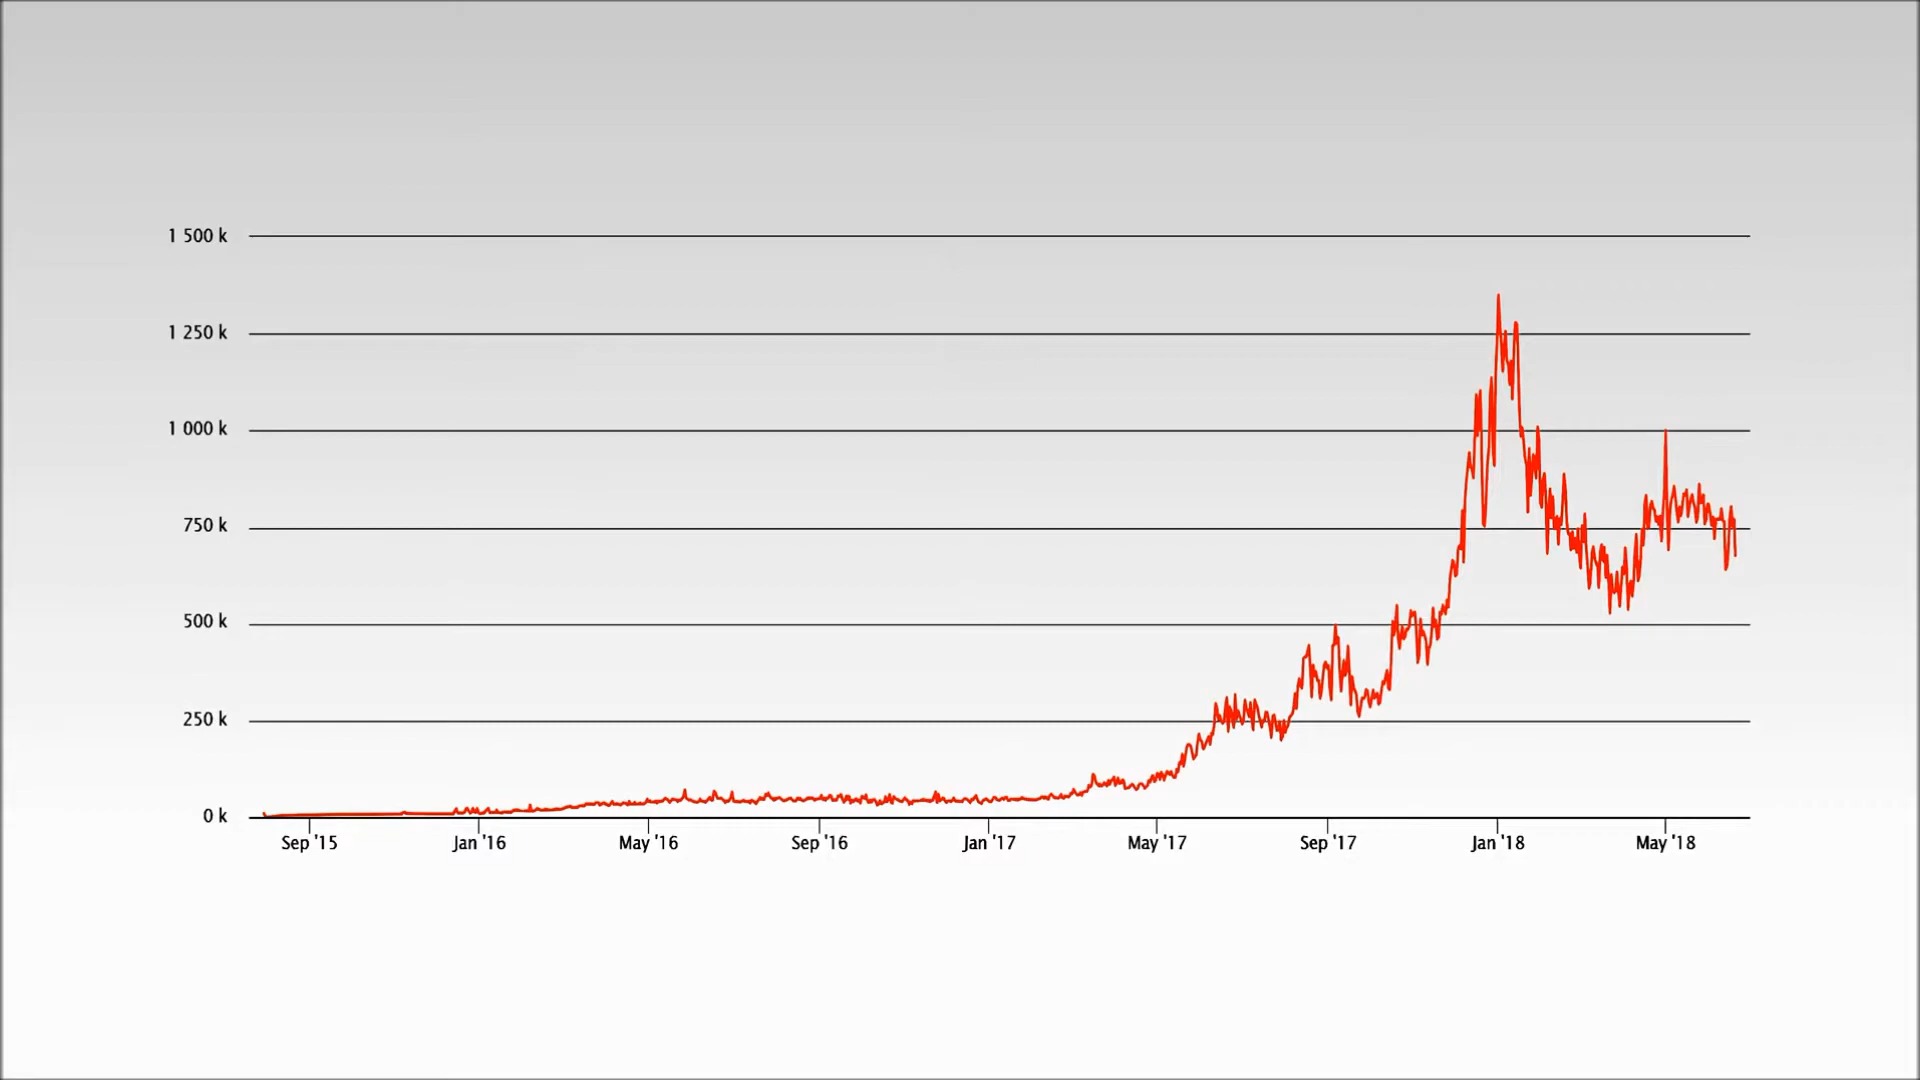 1 500 k
1 250 k
1 000 k
750 k
500 k
250 k
0 k
Sep '15 Jan '16 May '16 Sep '16 Jan '17 May '17 Sep '17 Jan '18 May '18